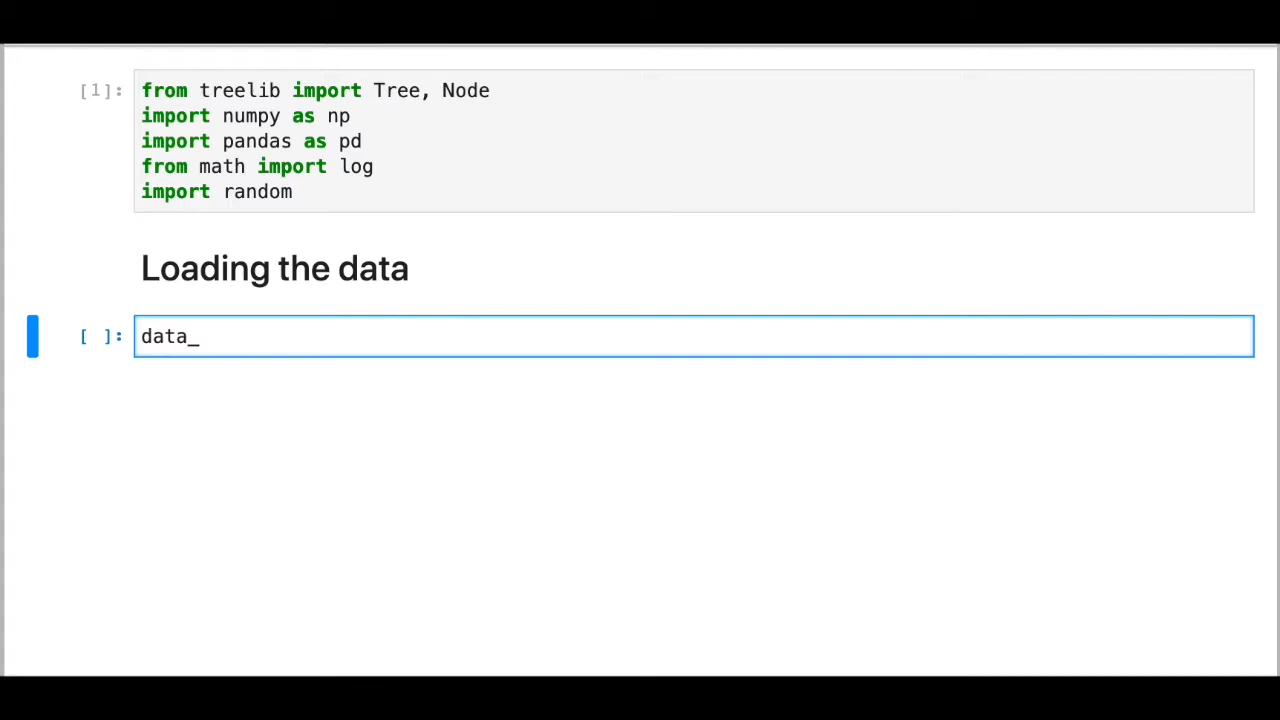 [1]:
from treelib import Tree, Node
import numpy as np
import pandas as pd
from math import log
import random
Loading the data
[ ]:
data_